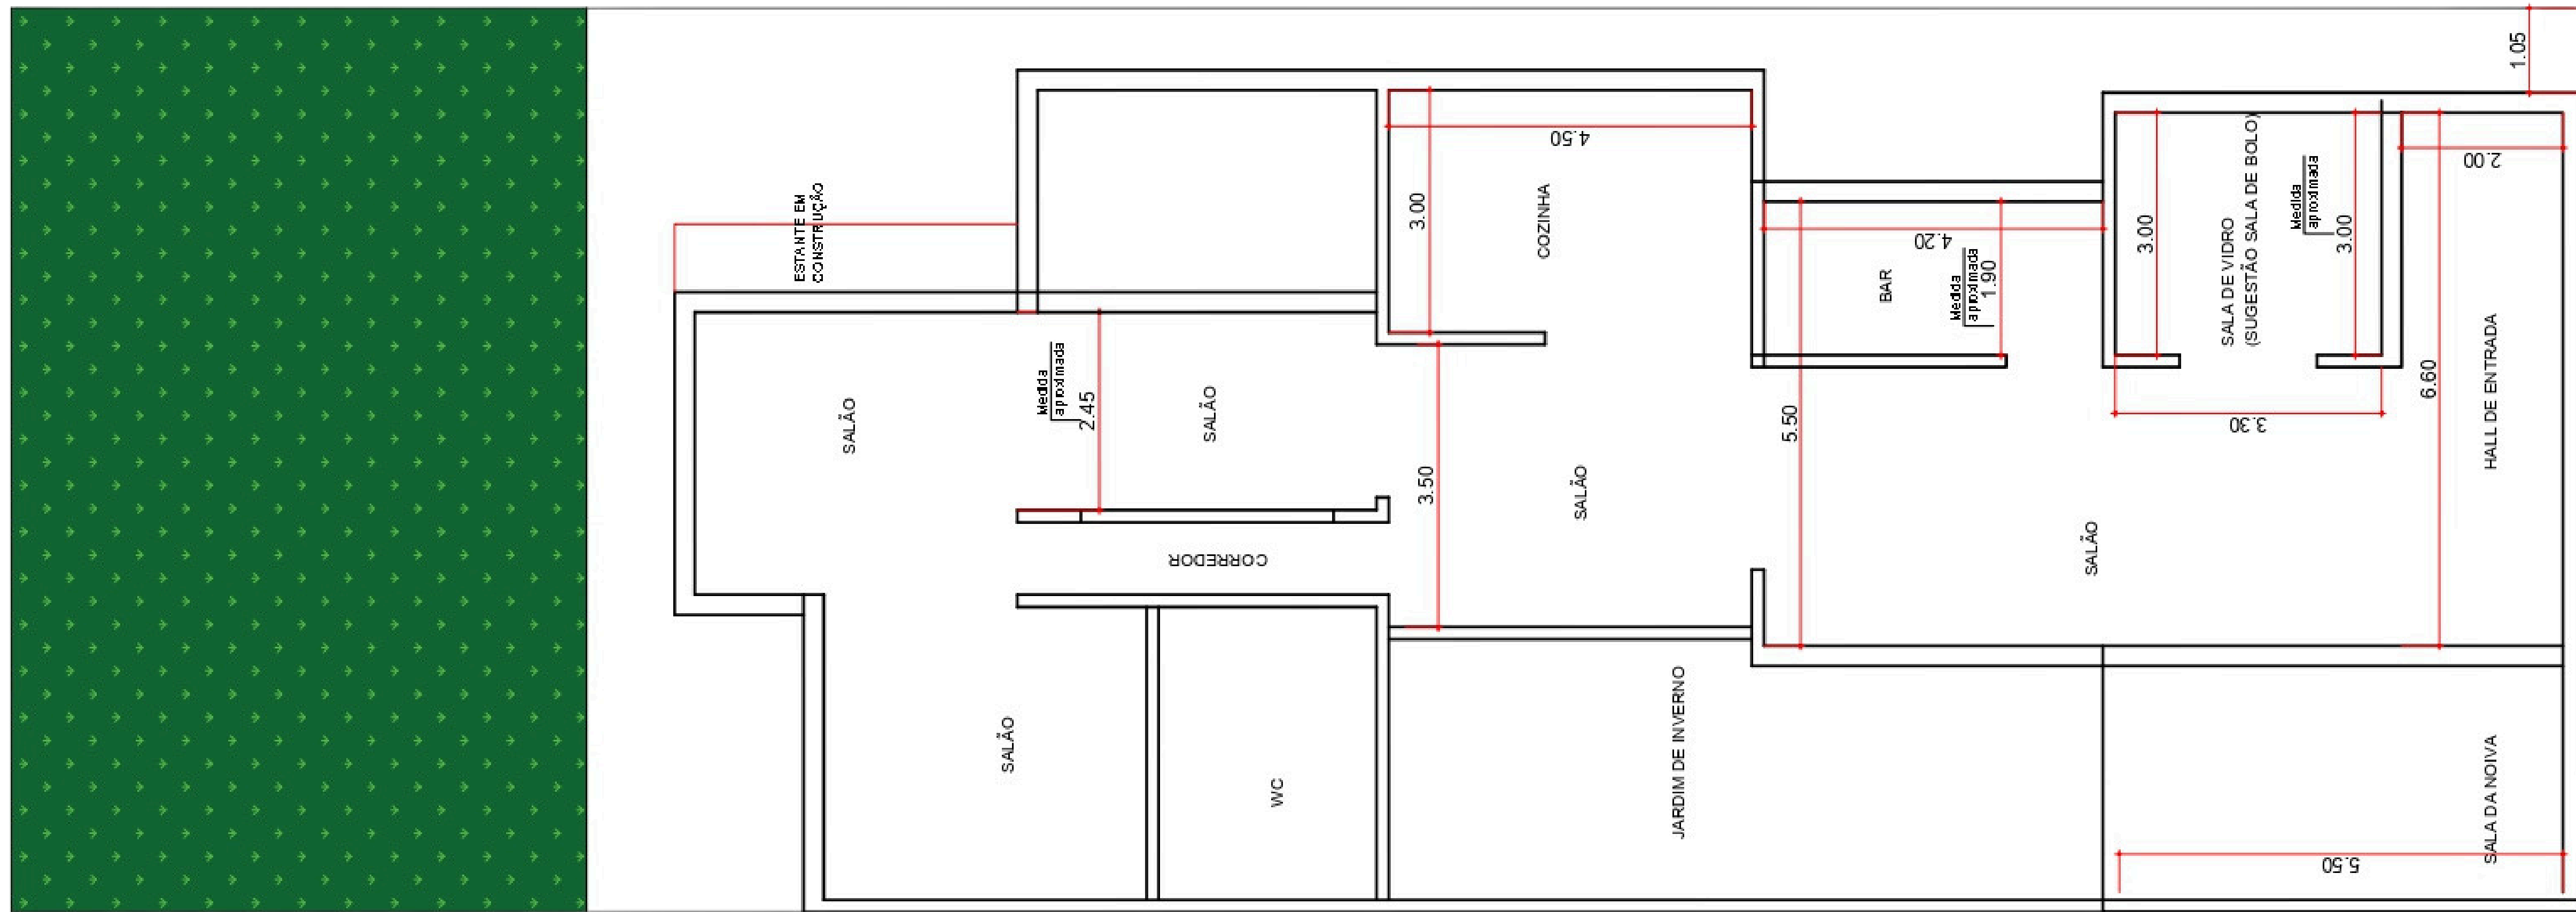 1.05
4.50
2.00
ESTANTE EM
CONSTRUÇÃO
3.00
COZINHA
4.20
BAR
Medida
aproximada
1.90
3.00
SALA DE VIDRO
(SUGESTÃO SALA DE BOLO)
Medida
aproximada
3.00
SALÃO
Medida
aproximada
2.45
SALÃO
3.50
SALÃO
5.50
3.30
6.60
HALL DE ENTRADA
CORREDOR
SALÃO
SALÃO
WC
JARDIM DE INVERNO
SALA DA NOIVA
5.50